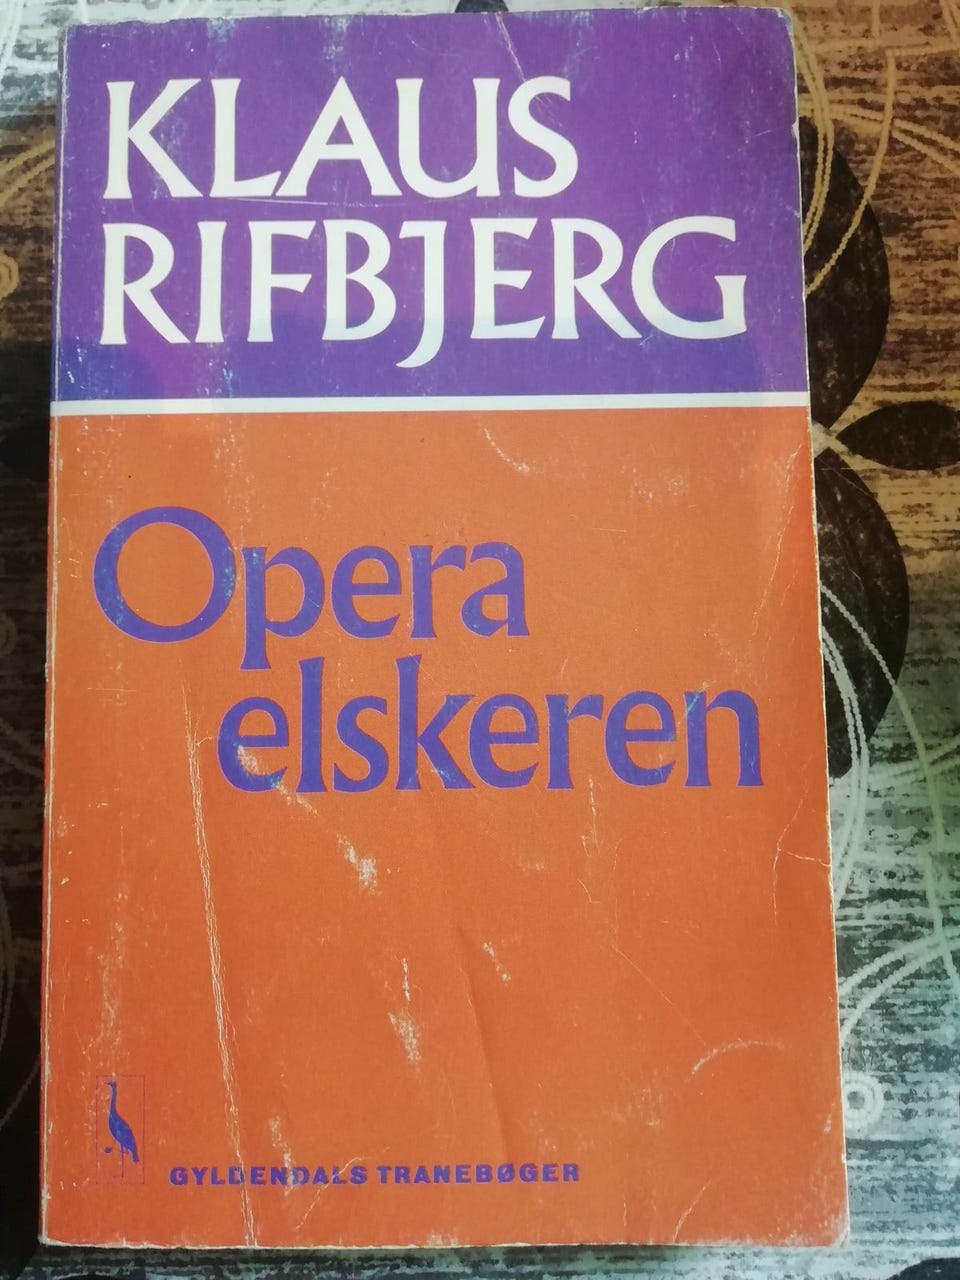 KLAUS
RIFBJERG
Opera
elskeren
GYLDENDALS TRANEBØGER